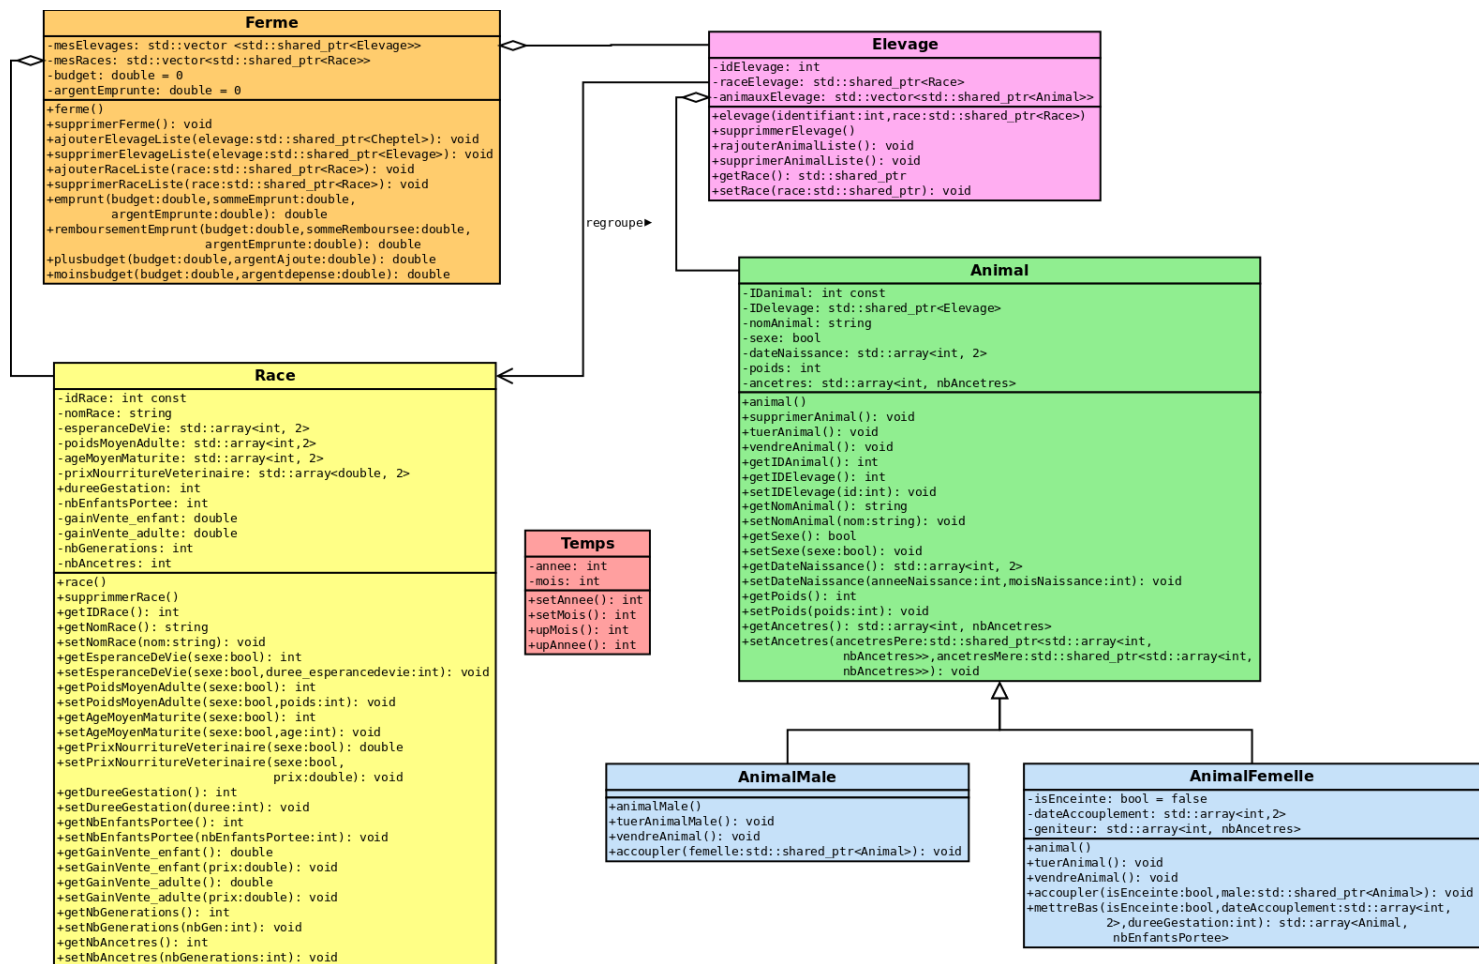 Ferme
-mesElevages: std::vector <std::shared_ptr<Elevage>>
-mesRaces: std::vector<std::shared_ptr<Race>>
-budget: double = 0
-argentEmprunte: double = 0
+ferme()
+supprimerFerme(): void
+ajouterElevageListe(elevage:std::shared_ptr<Cheptel>): void
+supprimerElevageListe(elevage:std::shared_ptr<Elevage>): void
+ajouterRaceListe(race:std::shared_ptr<Race>): void
+supprimerRaceListe(race:std::shared_ptr<Race>): void
+emprunt(budget:double,sommeEmprunt:double,
argentEmprunte:double): double
+remboursementEmprunt(budget:double,sommeRemboursee:double,
argentEmprunte:double): double
+plusbudget(budget:double,argentAjoute:double): double
+moinsbudget(budget:double,argentdepense:double): double
Elevage
-idElevage: int
-raceElevage: std::shared_ptr<Race>
-animauxElevage: std::vector<std::shared_ptr<Animal>>
+elevage(identifiant:int,race:std::shared_ptr<Race>)
+supprimmerElevage()
+rajouterAnimalListe(): void
+supprimerAnimalListe(): void
+getRace(): std::shared_ptr
+setRace(race:std::shared_ptr): void
regroupe►
Animal
-IDanimal: int const
-IDelevage: std::shared_ptr<Elevage>
-nomAnimal: string
-sexe: bool
-dateNaissance: std::array<int, 2>
-poids: int
-ancetres: std::array<int, nbAncetres>
+animal()
+supprimerAnimal(): void
+tuerAnimal(): void
+vendreAnimal(): void
+getIDAnimal(): int
+getIDElevage(): int
+setIDElevage(id:int): void
+getNomAnimal(): string
+setNomAnimal(nom:string): void
+getSexe(): bool
+setSexe(sexe:bool): void
+getDateNaissance(): std::array<int, 2>
+setDateNaissance(anneeNaissance:int,moisNaissance:int): void
+getPoids(): int
+setPoids(poids:int): void
+getAncetres(): std::array<int, nbAncetres>
+setAncetres(ancetresPere:std::shared_ptr<std::array<int,
nbAncetres>>,ancetresMere:std::shared_ptr<std::array<int,
nbAncetres>>): void
Race
-idRace: int const
-nomRace: string
-esperanceDeVie: std::array<int, 2>
-poidsMoyenAdulte: std::array<int,2>
-ageMoyenMaturite: std::array<int, 2>
-prixNourritureVeterinaire: std::array<double, 2>
+dureeGestation: int
-nbEnfantsPortee: int
-gainVente_enfant: double
-gainVente_adulte: double
-nbGenerations: int
-nbAncetres: int
+race()
+supprimmerRace()
+getIDRace(): int
+getNomRace(): string
+setNomRace(nom:string): void
+getEsperanceDeVie(sexe:bool): int
+setEsperanceDeVie(sexe:bool,duree_esperancedevie:int): void
+getPoidsMoyenAdulte(sexe:bool): int
+setPoidsMoyenAdulte(sexe:bool,poids:int): void
+getAgeMoyenMaturite(sexe:bool): int
+setAgeMoyenMaturite(sexe:bool,age:int): void
+getPrixNourritureVeterinaire(sexe:bool): double
+setPrixNourritureVeterinaire(sexe:bool,
prix:double): void
+getDureeGestation(): int
+setDureeGestation(duree:int): void
+getNbEnfantsPortee(): int
+setNbEnfantsPortee(nbEnfantsPortee:int): void
+getGainVente_enfant(): double
+setGainVente_enfant(prix:double): void
+getGainVente_adulte(): double
+setGainVente_adulte(prix:double): void
+getNbGenerations(): int
+setNbGenerations(nbGen:int): void
+getNbAncetres(): int
+setNbAncetres(nbGenerations:int): void
Temps
-annee: int
-mois: int
+setAnnee(): int
+setMois(): int
+upMois(): int
+upAnnee(): int
AnimalMale
+animalMale()
+tuerAnimalMale(): void
+vendreAnimal(): void
+accoupler(femelle:std::shared_ptr<Animal>): void
AnimalFemelle
-isEnceinte: bool = false
-dateAccouplement: std::array<int,2>
-geniteur: std::array<int, nbAncetres>
+animal()
+tuerAnimal(): void
+vendreAnimal(): void
+accoupler(isEnceinte:bool,male:std::shared_ptr<Animal>): void
+mettreBas(isEnceinte:bool,dateAccouplement:std::array<int,
2>,dureeGestation:int): std::array<Animal,
nbEnfantsPortee>